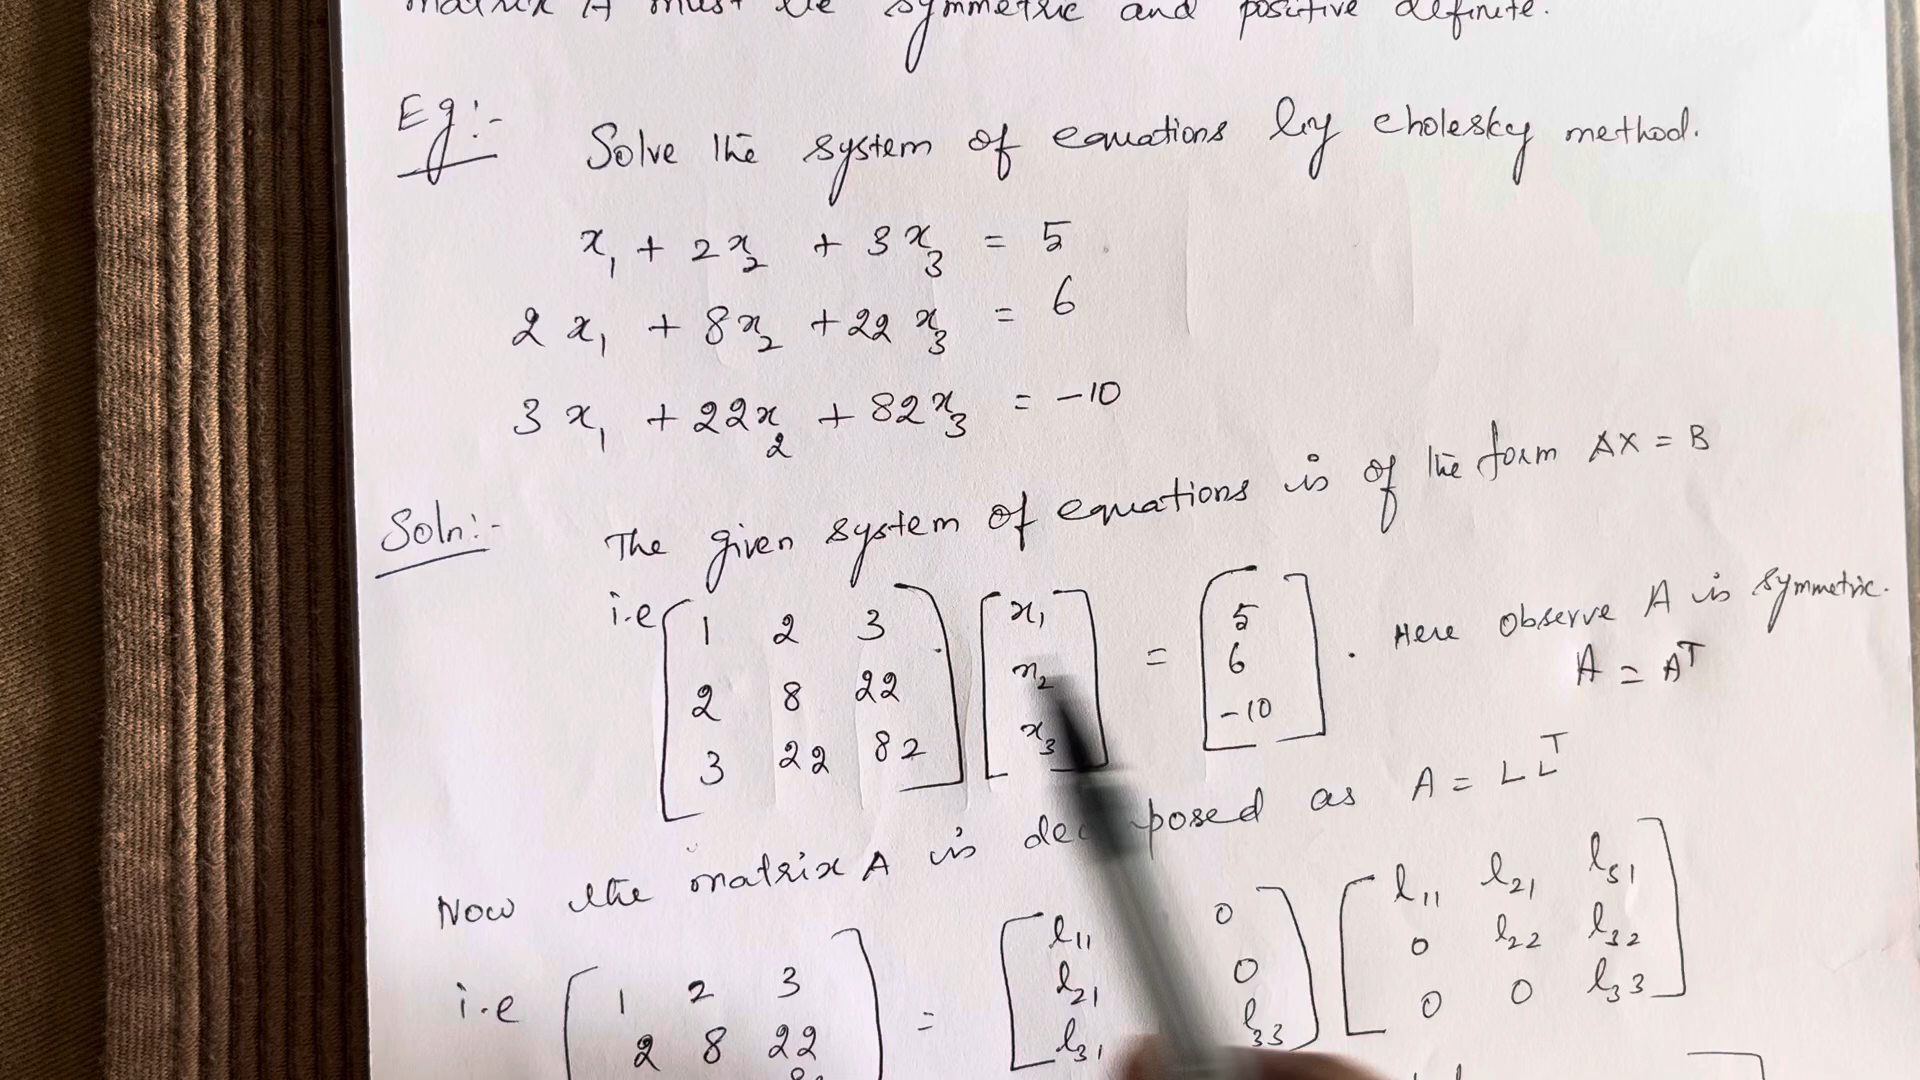 matrix A must be symmetric and positive definite.
Eg:- Solve the system of equations by cholesky method.
x₁ + 2x₂ + 3x₃ = 5
2x₁ + 8x₂ + 22x₃ = 6
3x₁ + 22x₂ + 82x₃ = -10
Soln:- The given system of equations is of the form AX = B
i.e [1 2 3] [x₁] = [5] . Here observe A is symmetric.
[2 8 22] [x₂] [6] A = Aᵀ
[3 22 82] [x₃] [-10]
Now the matrix A is as A = LLᵀ
i.e [1 2 3] = [l₁₁ 0] [l₁₁ l₂₁ l₃₁]
[2 8 22] [l₂₁ 0] [0 l₂₂ l₃₂]
[l₃₁ l₃₃] [0 0 l₃₃]